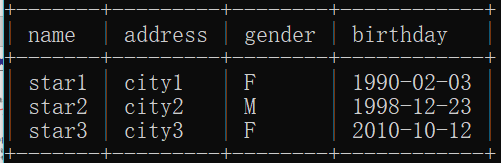 +-------+---------+--------+------------+
| name | address | gender | birthday |
+-------+---------+--------+------------+
| star1 | city1 | F | 1990-02-03 |
| star2 | city2 | M | 1998-12-23 |
| star3 | city3 | F | 2010-10-12 |
+-------+---------+--------+------------+